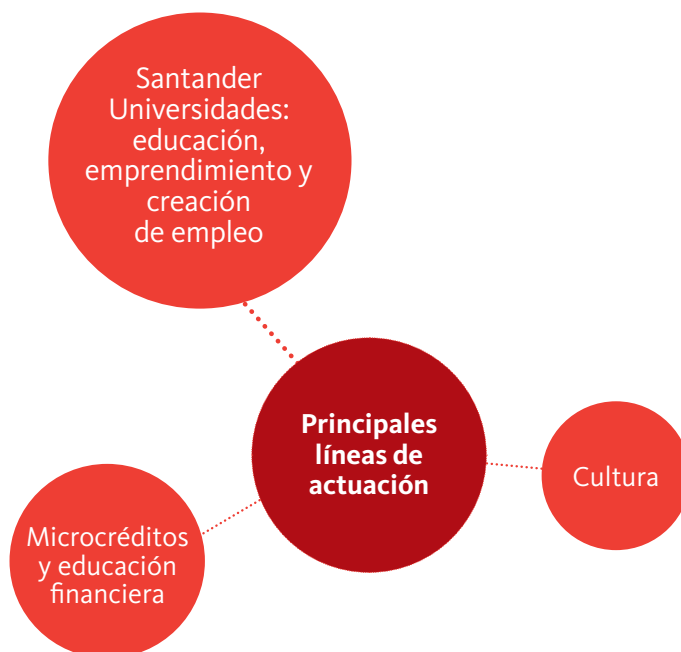 Santander
Universidades:
educación,
emprendimiento y
creación
de empleo
Principales
líneas de
actuación
Cultura
Microcréditos
y educación
financiera